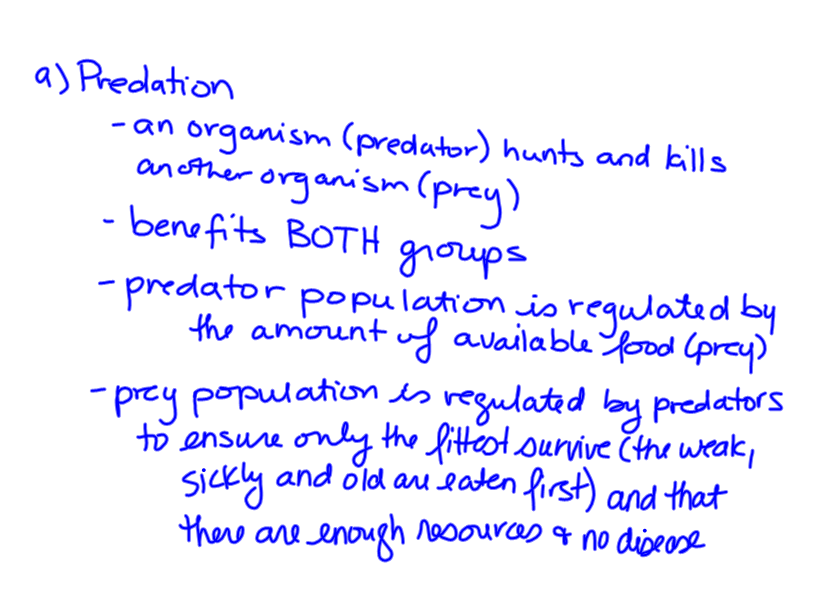 a) Predation
- an organism (predator) hunts and kills
another organism (prey)
- benefits BOTH groups
- predator population is regulated by
the amount of available food (prey)
- prey population is regulated by predators
to ensure only the fittest survive (the weak,
sickly and old are eaten first) and that
there are enough resources & no disease